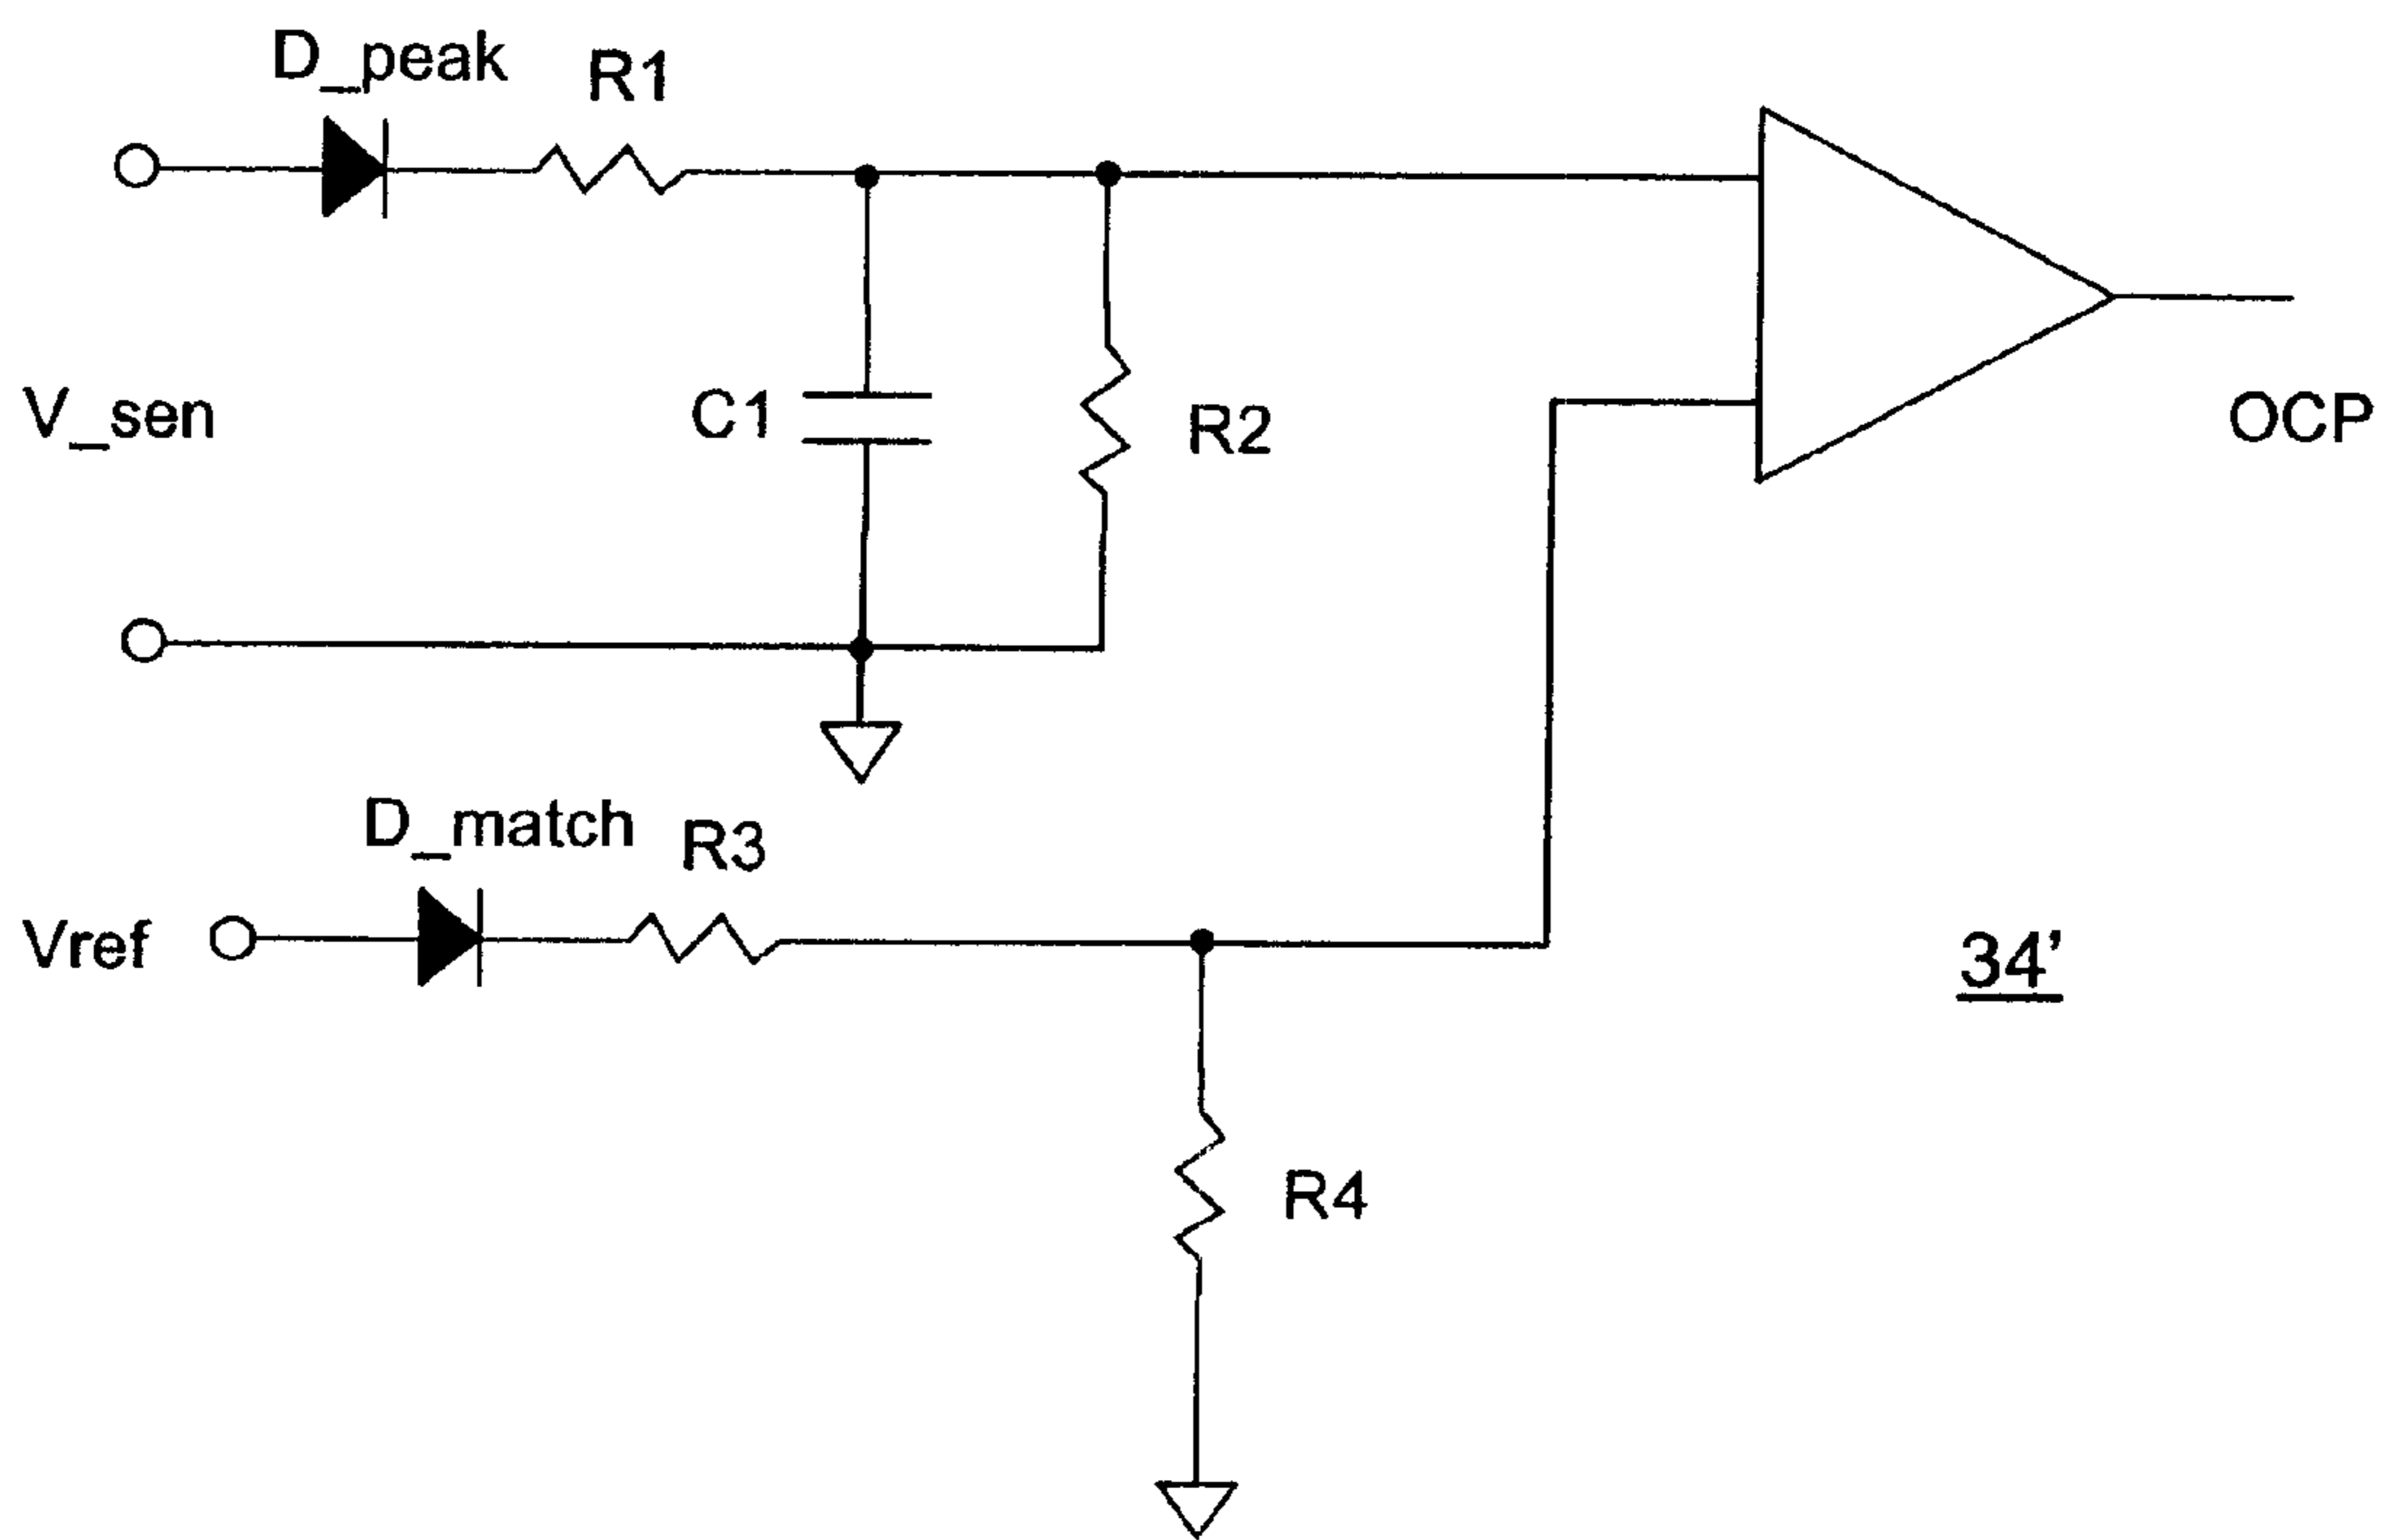 D_peak
R1
V_sen
C1
R2
OCP
D_match
R3
Vref
34’
R4